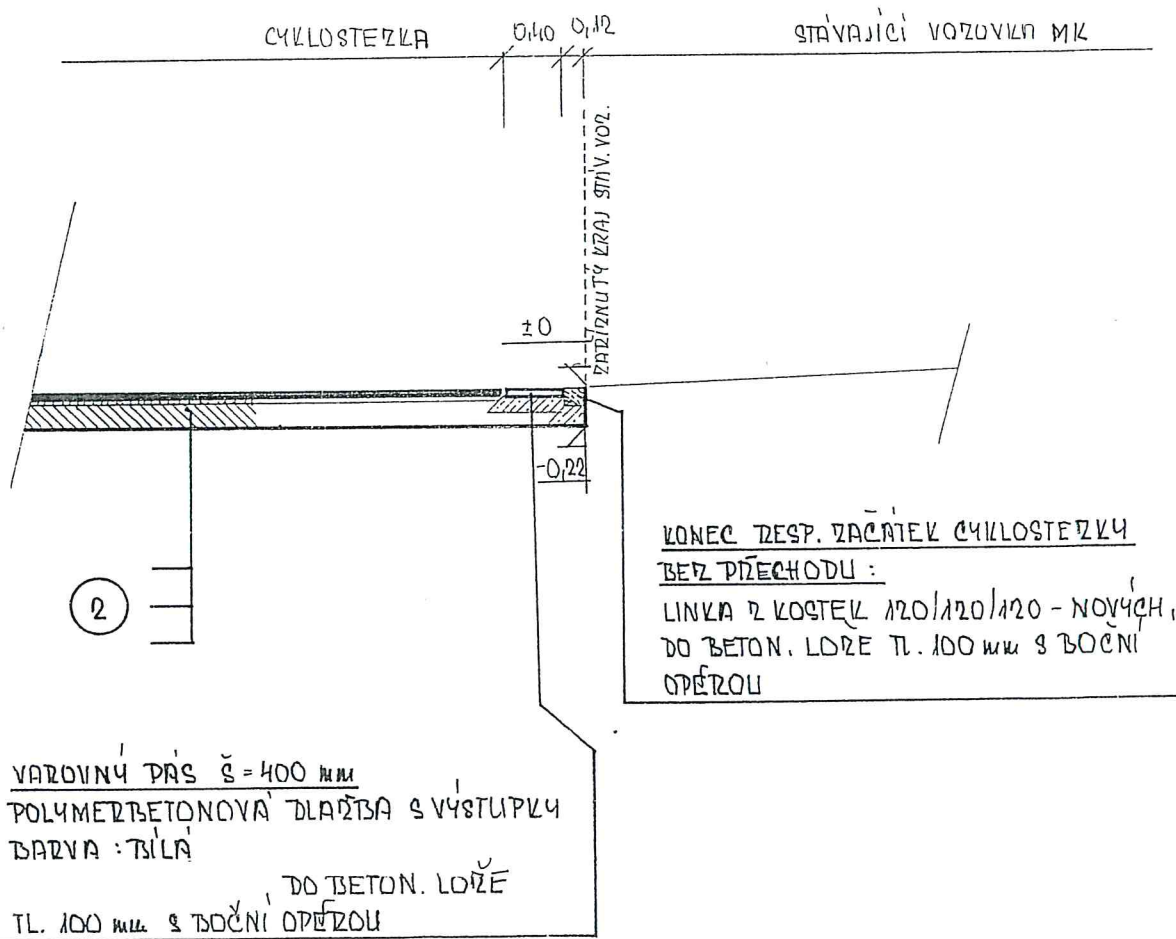 CYKLOSTEZKA 0,40 0,12 STÁVAJÍCÍ VOZOVKA MK
ZAŘÍZNUTÝ KRAJ STÁV. VOZ.
±0
-0,22
2
KONEC RESP. ZAČÁTEK CYKLOSTEZKY
BEZ PŘECHODU :
LINKA Z KOSTEK 120/120/120 - NOVÝCH,
DO BETON. LOŽE TL. 100 mm S BOČNÍ
OPĚROU
VAROVNÝ PÁS Š = 400 mm
POLYMERBETONOVÁ DLAŽBA S VÝSTUPKY
BARVA : BÍLÁ
, DO BETON. LOŽE
TL. 100 mm S BOČNÍ OPĚROU